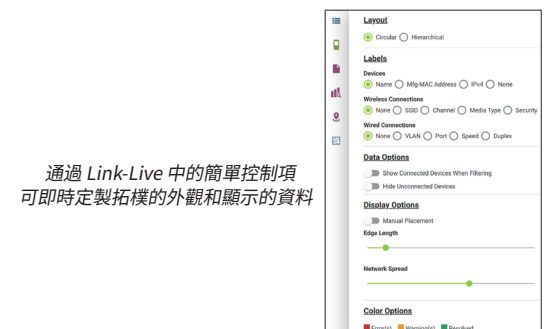 通過 Link-Live 中的簡單控制項
可即時定製拓樸的外觀和顯示的資料
Layout
Circular Hierarchical
Labels
Devices
Name Mfg-MAC Address IPv4 None
Wireless Connections
None SSID Channel Media Type Security
Wired Connections
None VLAN Port Speed Duplex
Data Options
Show Connected Devices When Filtering
Hide Unconnected Devices
Display Options
Manual Placement
Edge Length
Network Spread
Color Options
Error(s) Warning(s) Resolved